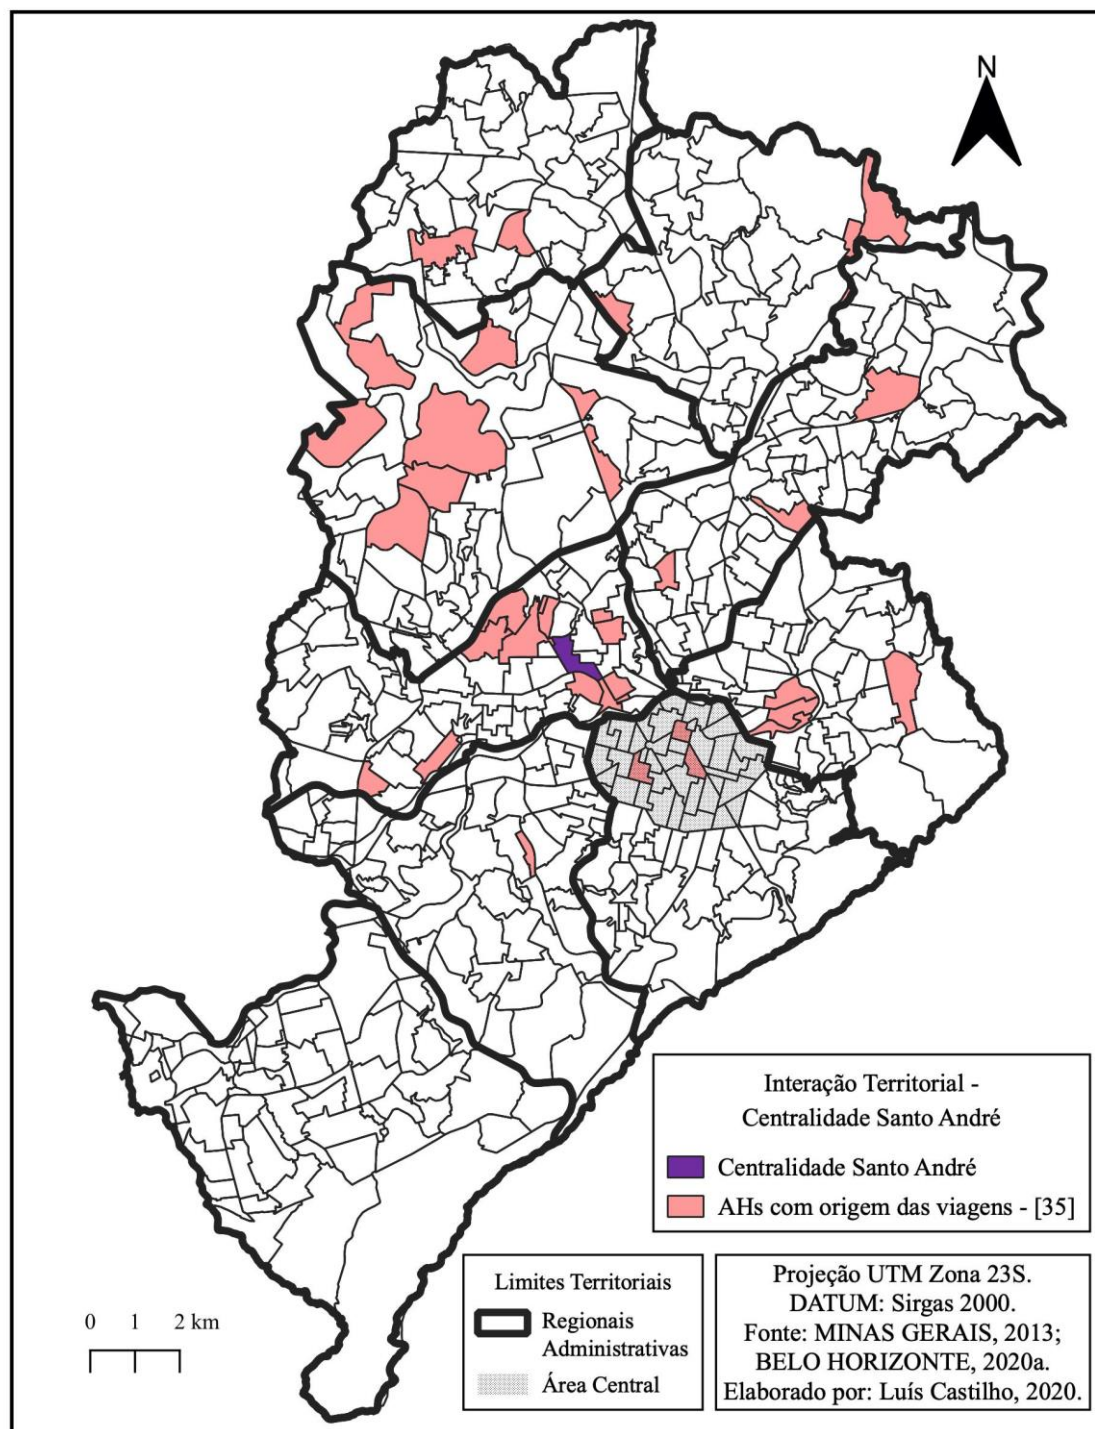 N
Interação Territorial -
Centralidade Santo André
Centralidade Santo André
AHs com origem das viagens - [35]
Limites Territoriais
Regionais
Administrativas
Área Central
Projeção UTM Zona 23S.
DATUM: Sirgas 2000.
Fonte: MINAS GERAIS, 2013;
BELO HORIZONTE, 2020a.
Elaborado por: Luís Castilho, 2020.
0 1 2 km